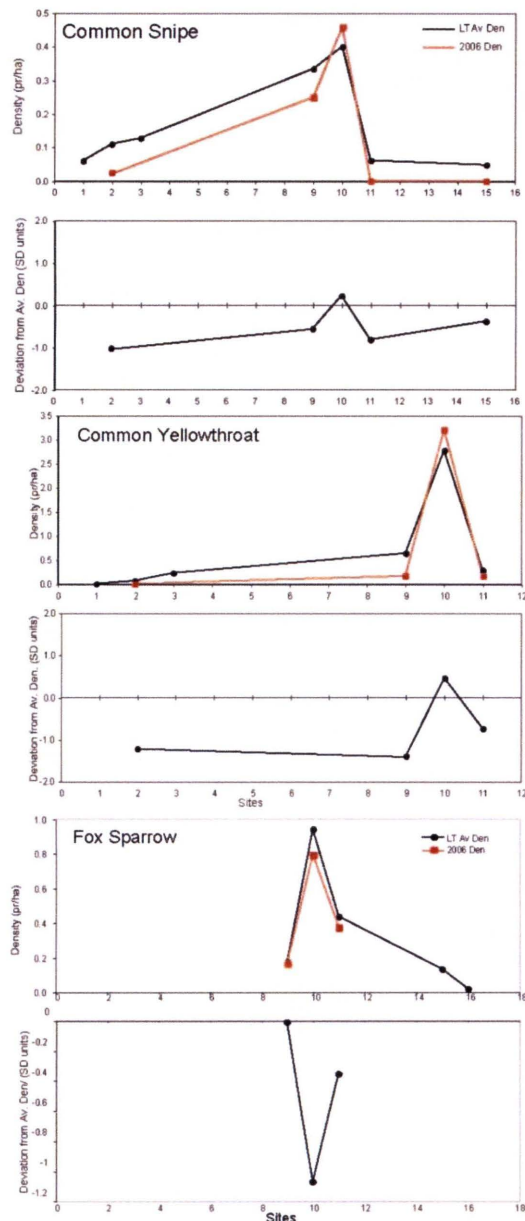 Common Snipe
LT Av Den
2006 Den
Density (pr/ha)
0.5
0.4
0.3
0.2
0.1
0.0
0 1 2 3 4 5 6 7 8 9 10 11 12 13 14 15 16
Deviation from Av. Den (SD units)
2.0
1.0
0.0
-1.0
-2.0
0 1 2 3 4 5 6 7 8 9 10 11 12 13 14 15 16
Common Yellowthroat
Density (pr/ha)
3.5
3.0
2.5
2.0
1.5
1.0
0.5
0.0
0 1 2 3 4 5 6 7 8 9 10 11 12
Deviation from Av. Den. (SD units)
2.0
1.0
0.0
-1.0
-2.0
0 1 2 3 4 5 6 7 8 9 10 11 12
Sites
Fox Sparrow
LT Av Den
2006 Den
Density (pr/ha)
1.0
0.8
0.6
0.4
0.2
0.0
0 2 4 6 8 10 12 14 16 18
0
Deviation from Av. Den/ (SD units)
-0.2
-1
-1.2
0 2 4 6 8 10 12 14 16 18
Sites